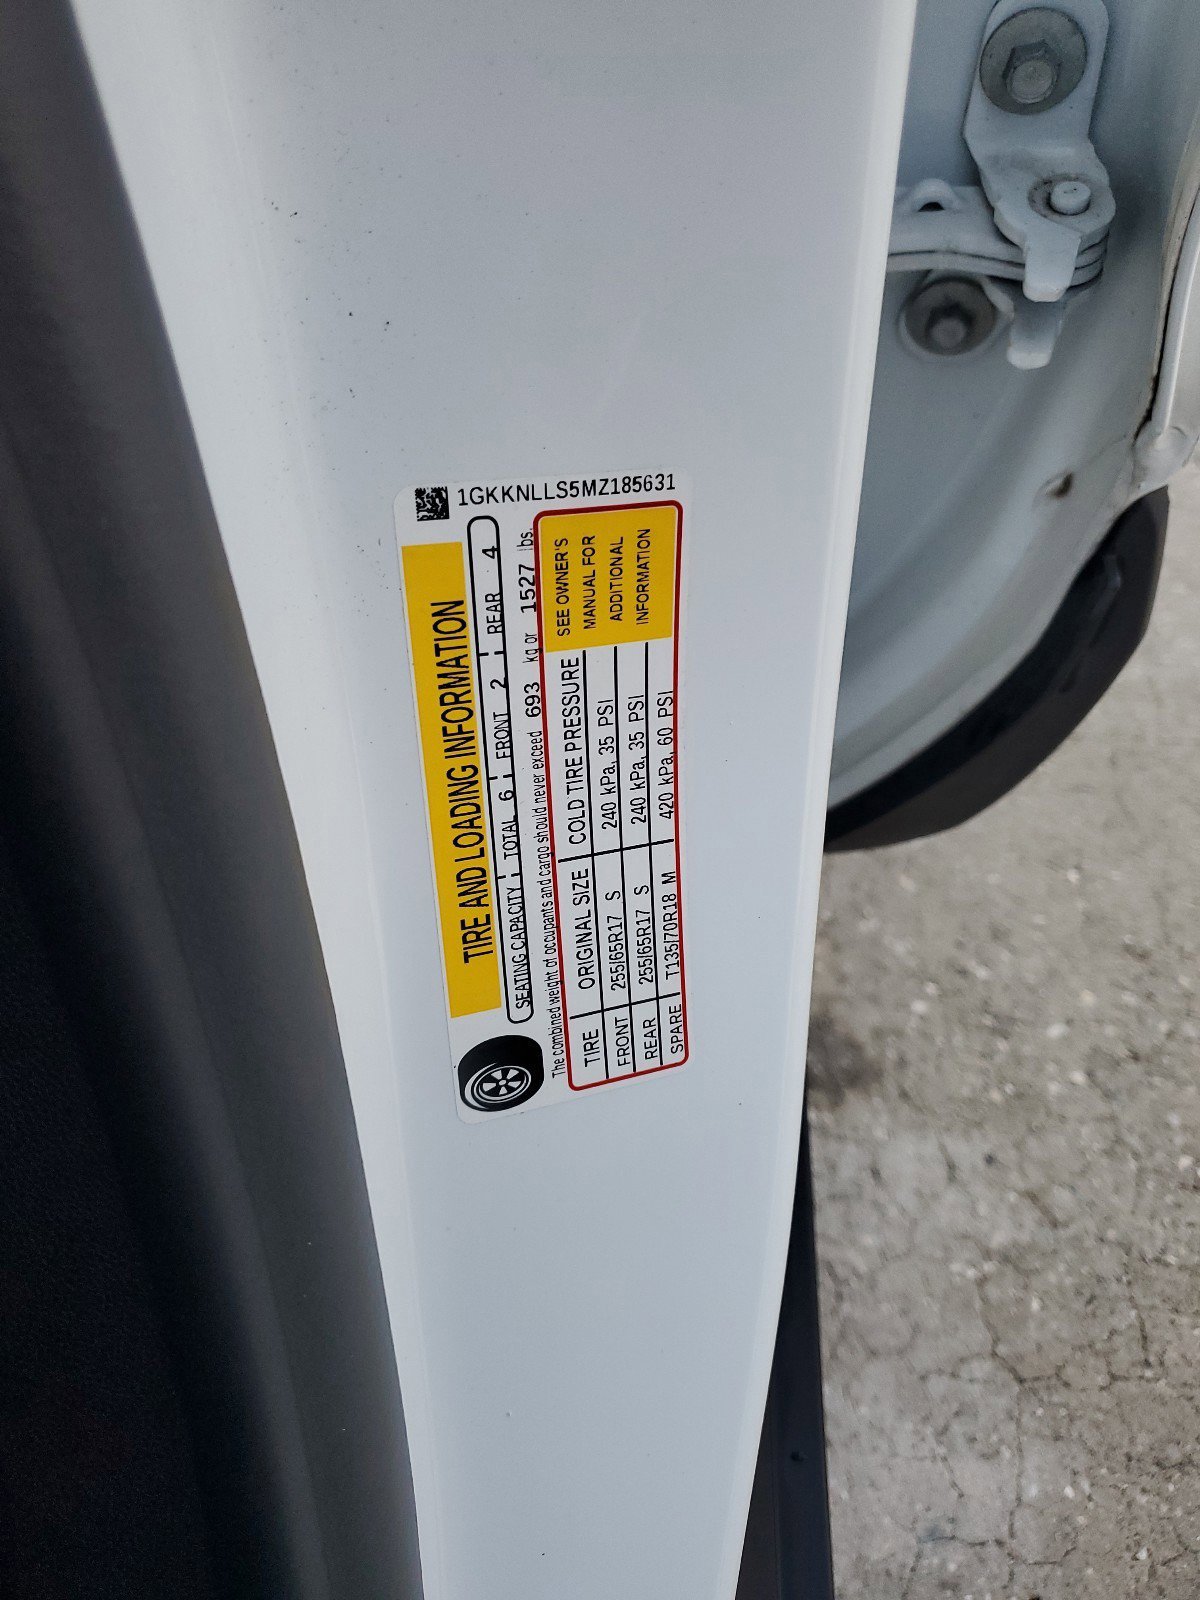 1GKKNLLS5MZ185631
TIRE AND LOADING INFORMATION
SEATING CAPACITY TOTAL 6 FRONT 2 REAR 4
The combined weight of occupants and cargo should never exceed 693 kg or 1527 lbs.
TIRE ORIGINAL SIZE COLD TIRE PRESSURE
FRONT 255/65R17 S 240 kPa, 35 PSI
REAR 255/65R17 S 240 kPa, 35 PSI
SPARE T135/70R18 M 420 kPa, 60 PSI
SEE OWNER'S
MANUAL FOR
ADDITIONAL
INFORMATION